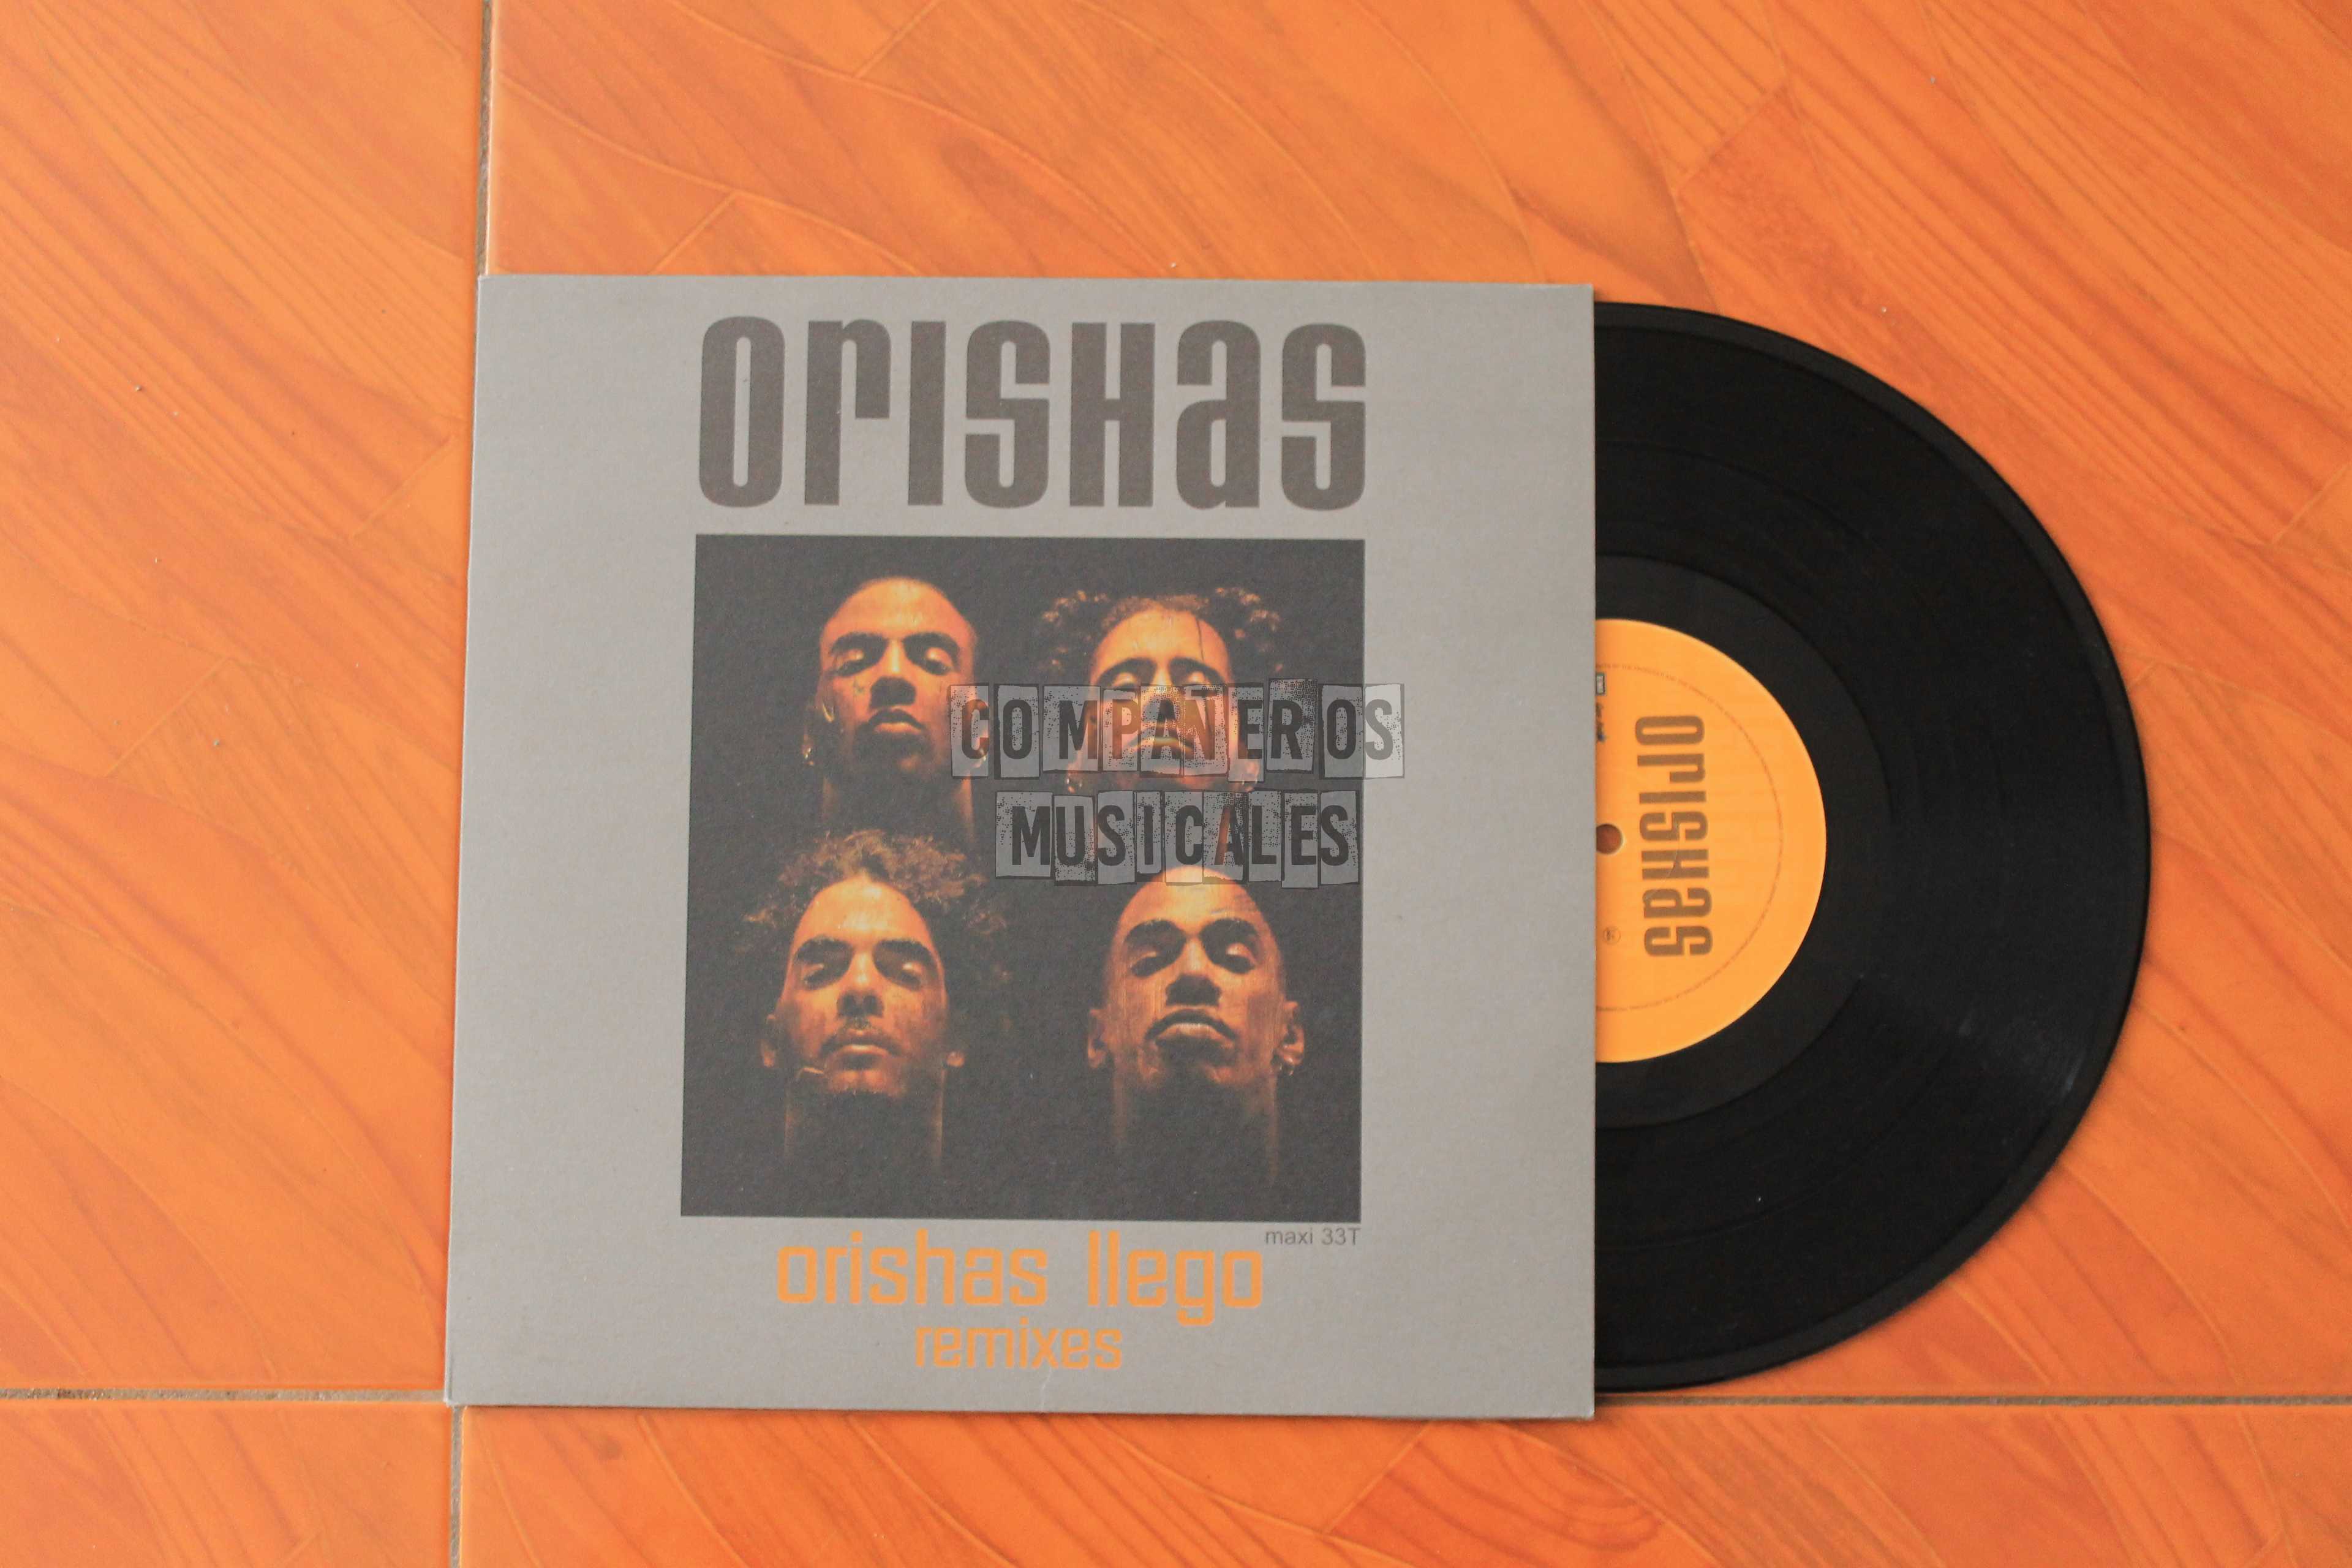 orisHas
COMPAÑEROS
MUSICALES
maxi 33T
orishas llego
remixes
orisHas
℗